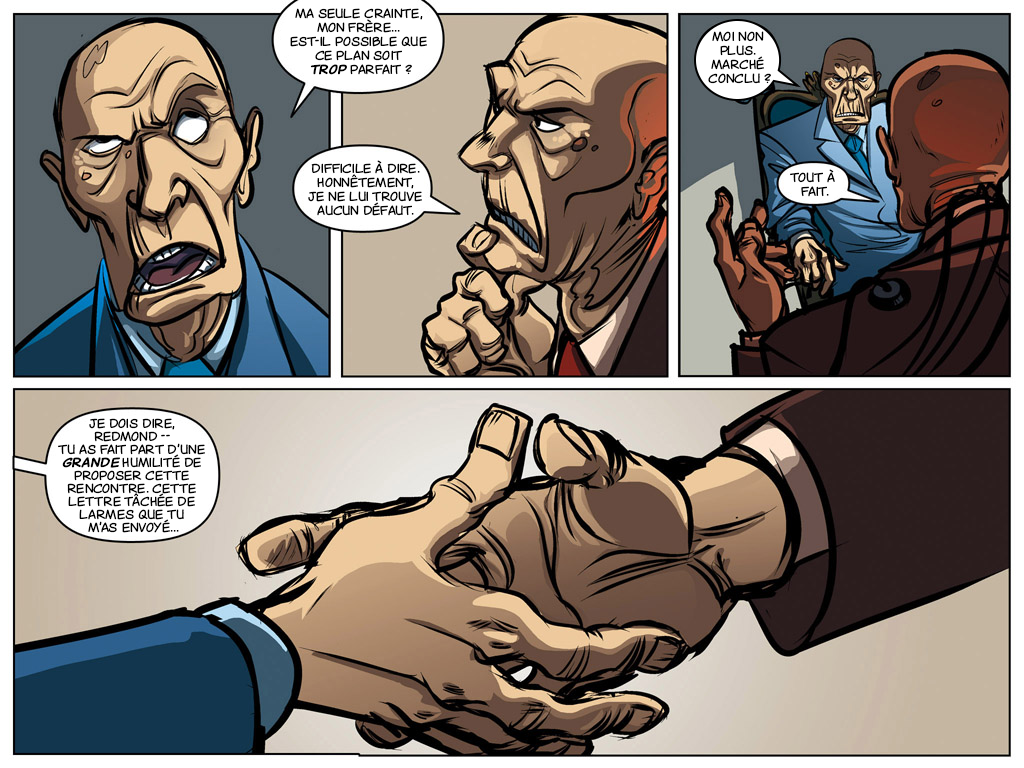 MA SEULE CRAINTE,
MON FRÈRE...
EST-IL POSSIBLE QUE
CE PLAN SOIT
TROP PARFAIT ?
DIFFICILE À DIRE.
HONNÊTEMENT,
JE NE LUI TROUVE
AUCUN DÉFAUT.
MOI NON
PLUS.
MARCHÉ
CONCLU ?
TOUT À
FAIT.
JE DOIS DIRE,
REDMOND --
TU AS FAIT PART D'UNE
GRANDE HUMILITÉ DE
PROPOSER CETTE
RENCONTRE. CETTE
LETTRE TÂCHÉE DE
LARMES QUE TU
M'AS ENVOYÉ...